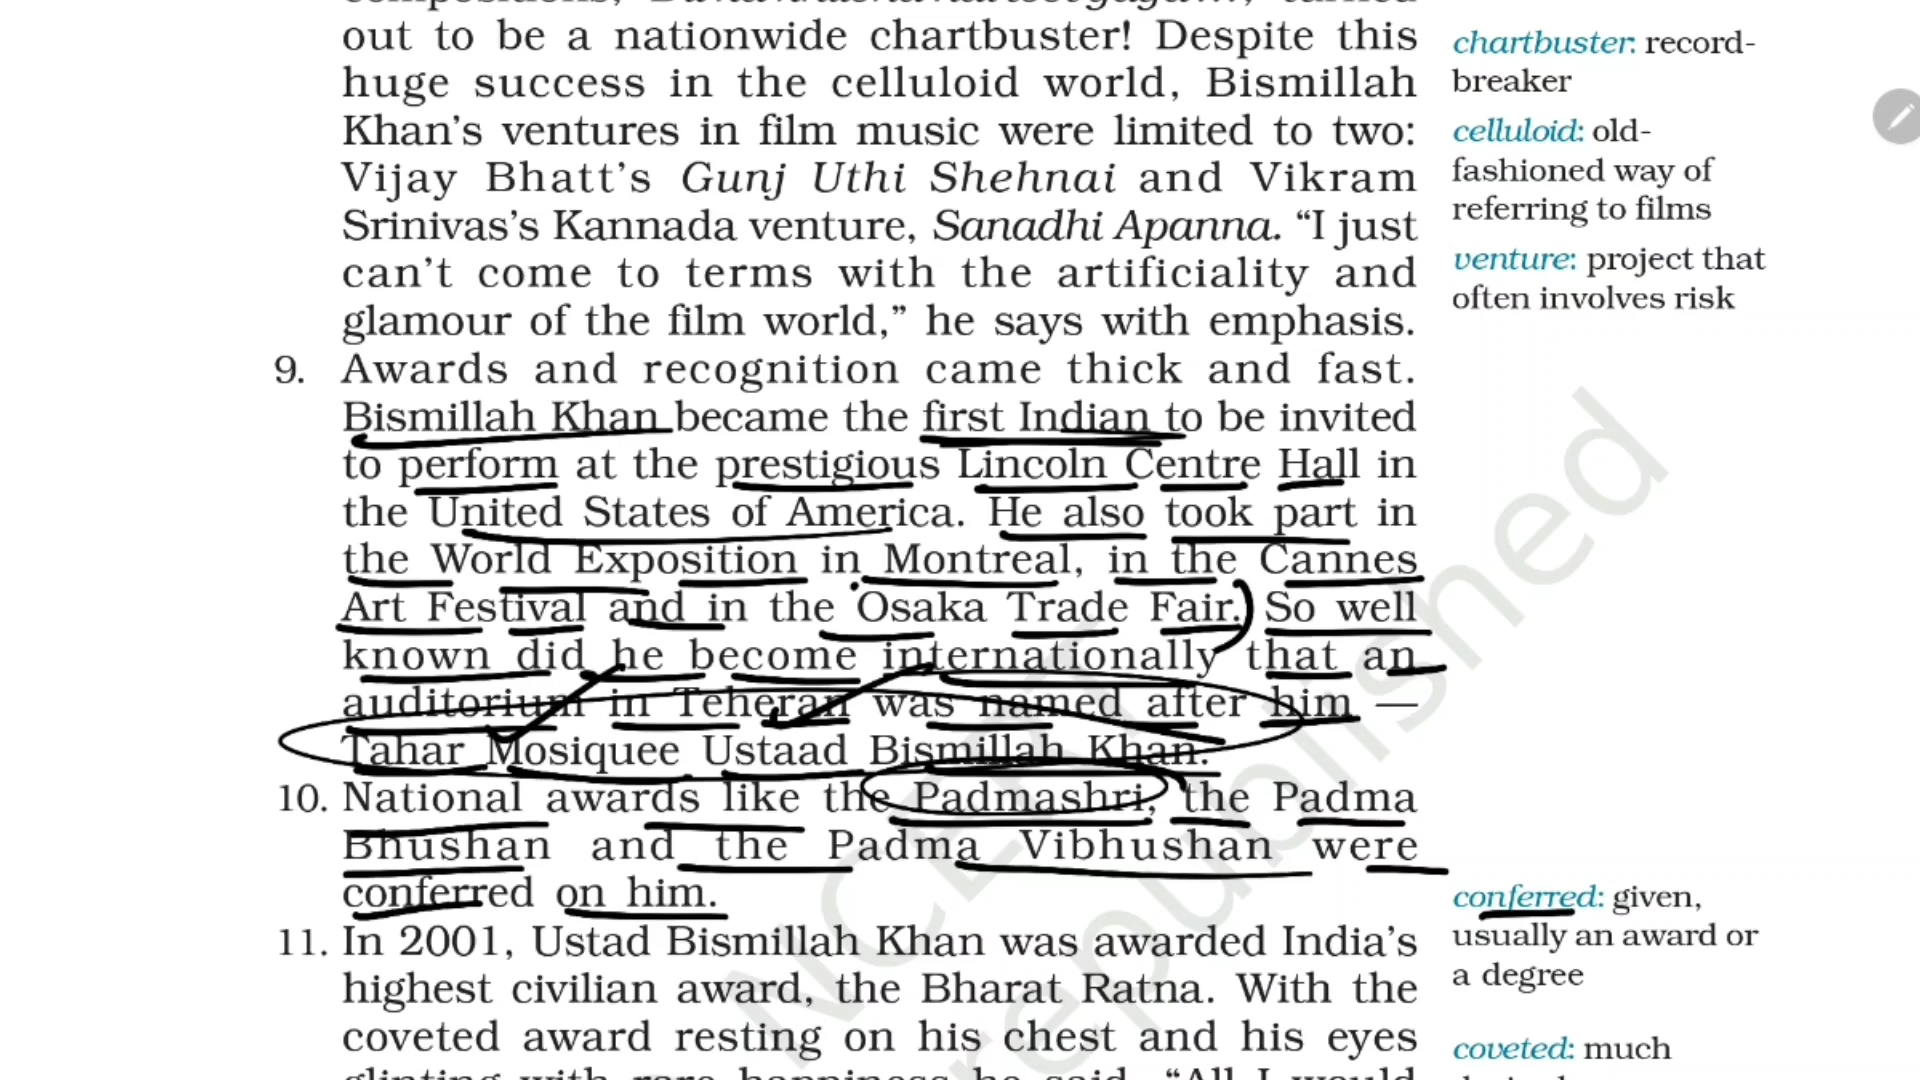 out to be a nationwide chartbuster! Despite this
huge success in the celluloid world, Bismillah
Khan's ventures in film music were limited to two:
Vijay Bhatt's Gunj Uthi Shehnai and Vikram
Srinivas's Kannada venture, Sanadhi Apanna. “I just
can't come to terms with the artificiality and
glamour of the film world,” he says with emphasis.
9. Awards and recognition came thick and fast.
Bismillah Khan became the first Indian to be invited
to perform at the prestigious Lincoln Centre Hall in
the United States of America. He also took part in
the World Exposition in Montreal, in the Cannes
Art Festival and in the Osaka Trade Fair. So well
known did he become internationally that an
auditorium in Teheran was named after him —
Tahar Mosiquee Ustaad Bismillah Khan.
10. National awards like the Padmashri, the Padma
Bhushan and the Padma Vibhushan were
conferred on him.
11. In 2001, Ustad Bismillah Khan was awarded India's
highest civilian award, the Bharat Ratna. With the
coveted award resting on his chest and his eyes
glinting with rare happiness he said, “All I would
chartbuster: record-
breaker
celluloid: old-
fashioned way of
referring to films
venture: project that
often involves risk
conferred: given,
usually an award or
a degree
coveted: much
NCERT
republished